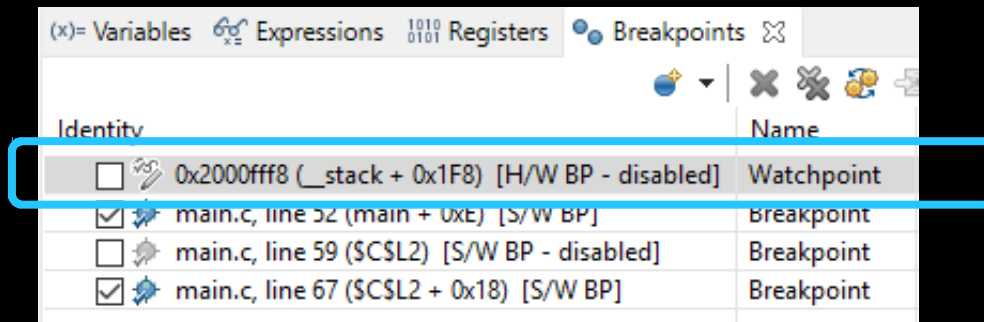 (x)= Variables Expressions 1010 0101 Registers Breakpoints
Identity Name
0x2000fff8 (__stack + 0x1F8) [H/W BP - disabled] Watchpoint
main.c, line 52 (main + 0xE) [S/W BP] Breakpoint
main.c, line 59 ($C$L2) [S/W BP - disabled] Breakpoint
main.c, line 67 ($C$L2 + 0x18) [S/W BP] Breakpoint